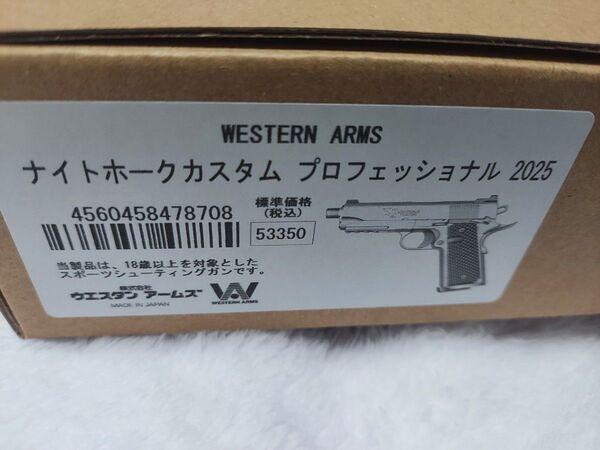 WESTERN ARMS
ナイトホークカスタム プロフェッショナル 2025
4560458478708
標準価格
(税込)
53350
当製品は、18歳以上を対象とした
スポーツシューティングガンです。
株式会社
ウエスタン アームズ
MADE IN JAPAN
WESTERN ARMS